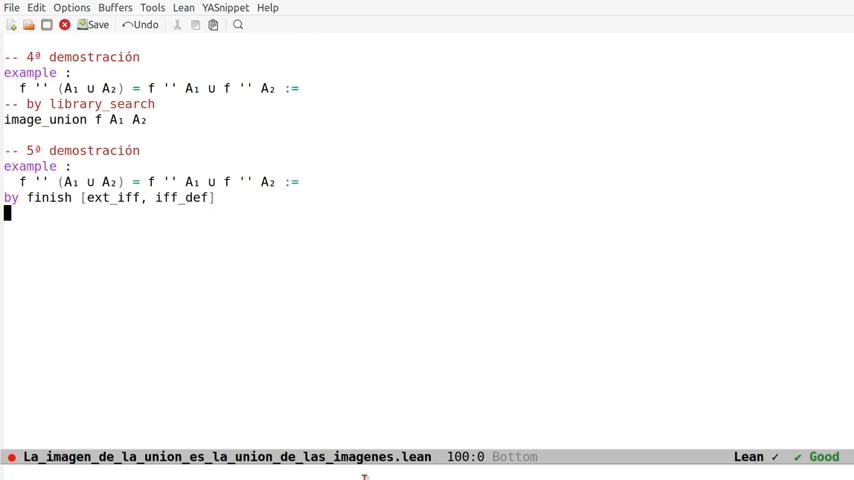 File Edit Options Buffers Tools Lean YASnippet Help
Save Undo
-- 4ª demostración
example :
  f '' (A₁ ∪ A₂) = f '' A₁ ∪ f '' A₂ :=
-- by library_search
image_union f A₁ A₂
-- 5ª demostración
example :
  f '' (A₁ ∪ A₂) = f '' A₁ ∪ f '' A₂ :=
by finish [ext_iff, iff_def]
La_imagen_de_la_union_es_la_union_de_las_imagenes.lean 100:0 Bottom Lean ✓ ✔ Good